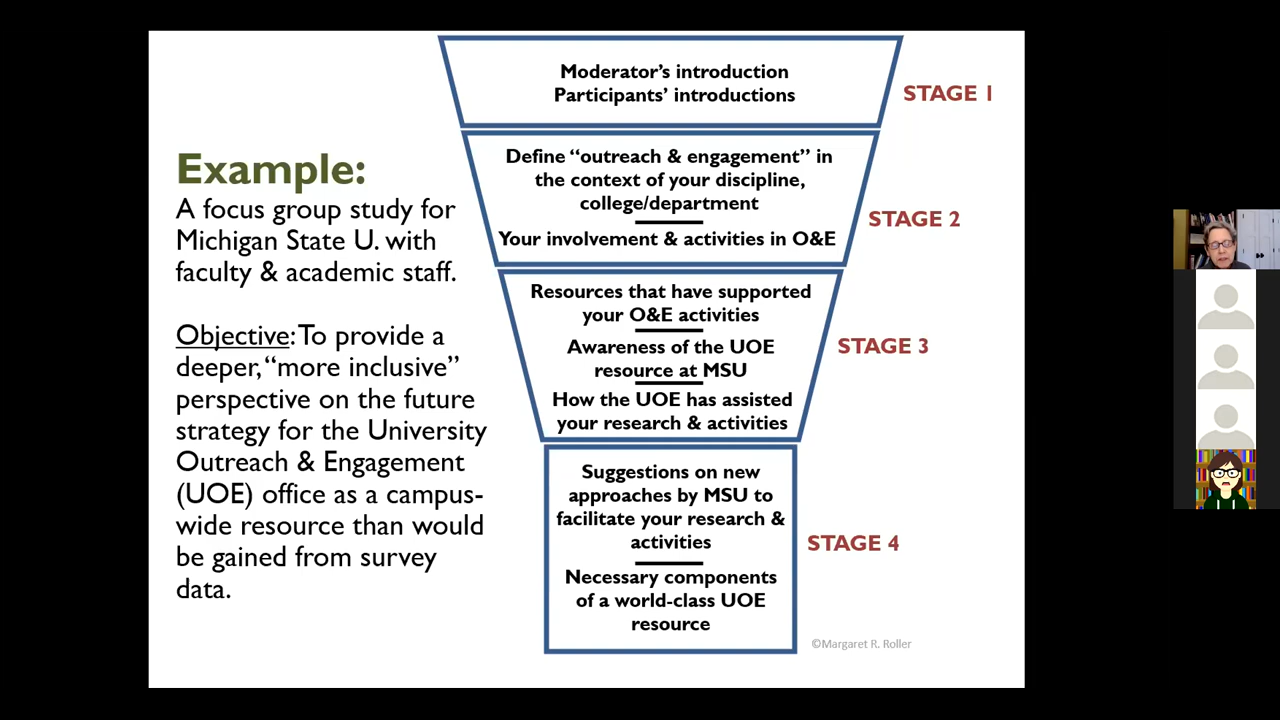 Example:
A focus group study for
Michigan State U. with
faculty & academic staff.
Objective: To provide a
deeper, “more inclusive”
perspective on the future
strategy for the University
Outreach & Engagement
(UOE) office as a campus-
wide resource than would
be gained from survey
data.
Moderator’s introduction
Participants’ introductions
STAGE 1
Define “outreach & engagement” in
the context of your discipline,
college/department
Your involvement & activities in O&E
STAGE 2
Resources that have supported
your O&E activities
Awareness of the UOE
resource at MSU
How the UOE has assisted
your research & activities
STAGE 3
Suggestions on new
approaches by MSU to
facilitate your research &
activities
Necessary components
of a world-class UOE
resource
STAGE 4
©Margaret R. Roller